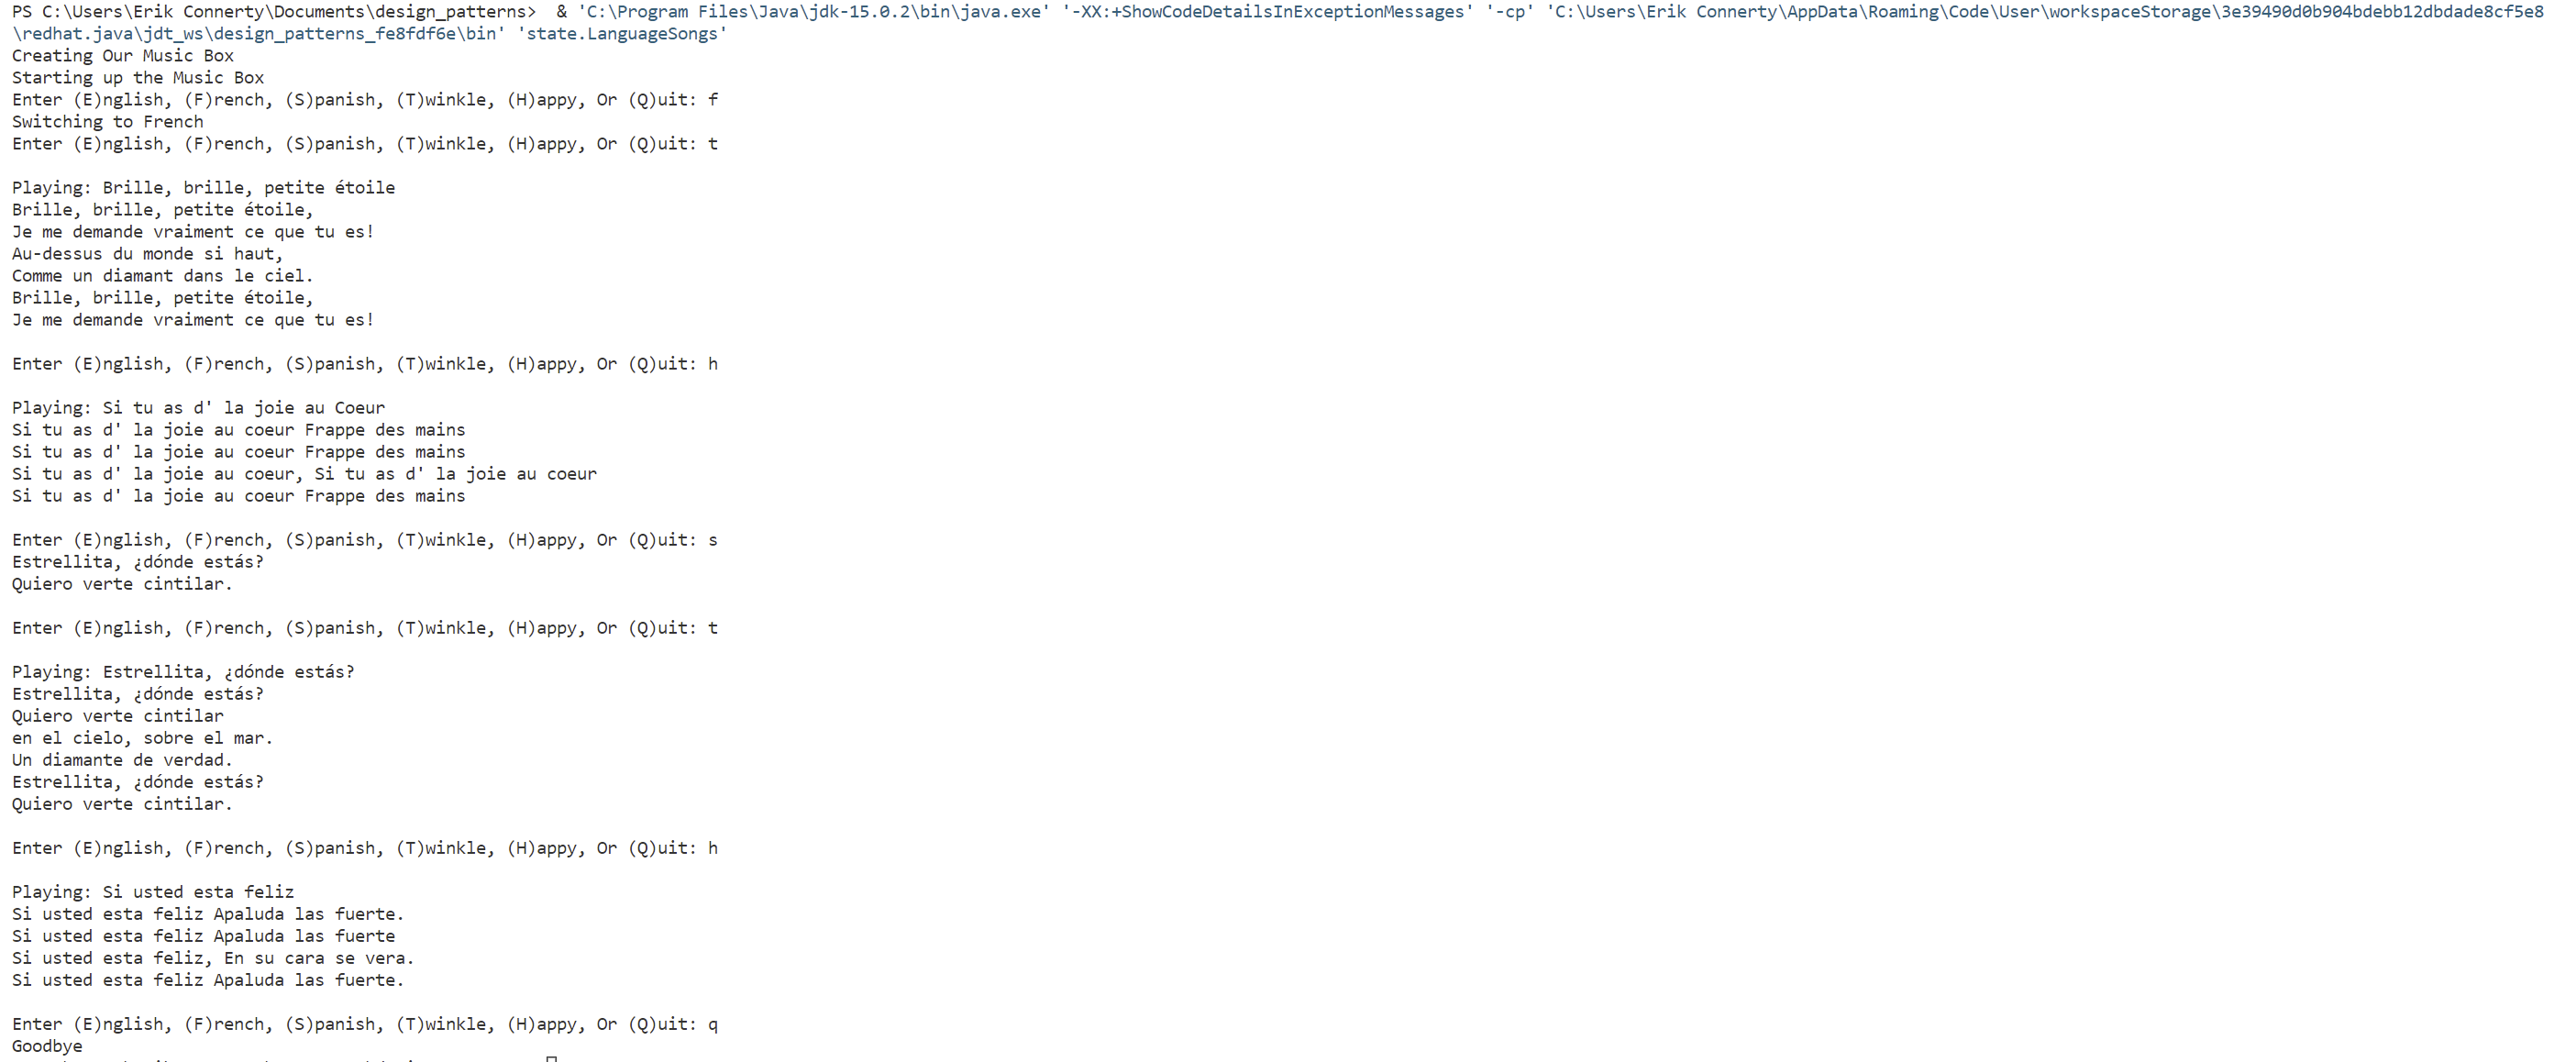 PS C:\Users\Erik Connerty\Documents\design_patterns>  & 'C:\Program Files\Java\jdk-15.0.2\bin\java.exe' '-XX:+ShowCodeDetailsInExceptionMessages' '-cp' 'C:\Users\Erik Connerty\AppData\Roaming\Code\User\workspaceStorage\3e39490d0b904bdebb12dbdade8cf5e8
\redhat.java\jdt_ws\design_patterns_fe8fdf6e\bin' 'state.LanguageSongs'
Creating Our Music Box
Starting up the Music Box
Enter (E)nglish, (F)rench, (S)panish, (T)winkle, (H)appy, Or (Q)uit: f
Switching to French
Enter (E)nglish, (F)rench, (S)panish, (T)winkle, (H)appy, Or (Q)uit: t
Playing: Brille, brille, petite étoile
Brille, brille, petite étoile,
Je me demande vraiment ce que tu es!
Au-dessus du monde si haut,
Comme un diamant dans le ciel.
Brille, brille, petite étoile,
Je me demande vraiment ce que tu es!
Enter (E)nglish, (F)rench, (S)panish, (T)winkle, (H)appy, Or (Q)uit: h
Playing: Si tu as d' la joie au Coeur
Si tu as d' la joie au coeur Frappe des mains
Si tu as d' la joie au coeur Frappe des mains
Si tu as d' la joie au coeur, Si tu as d' la joie au coeur
Si tu as d' la joie au coeur Frappe des mains
Enter (E)nglish, (F)rench, (S)panish, (T)winkle, (H)appy, Or (Q)uit: s
Estrellita, ¿dónde estás?
Quiero verte cintilar.
Enter (E)nglish, (F)rench, (S)panish, (T)winkle, (H)appy, Or (Q)uit: t
Playing: Estrellita, ¿dónde estás?
Estrellita, ¿dónde estás?
Quiero verte cintilar
en el cielo, sobre el mar.
Un diamante de verdad.
Estrellita, ¿dónde estás?
Quiero verte cintilar.
Enter (E)nglish, (F)rench, (S)panish, (T)winkle, (H)appy, Or (Q)uit: h
Playing: Si usted esta feliz
Si usted esta feliz Apaluda las fuerte.
Si usted esta feliz Apaluda las fuerte
Si usted esta feliz, En su cara se vera.
Si usted esta feliz Apaluda las fuerte.
Enter (E)nglish, (F)rench, (S)panish, (T)winkle, (H)appy, Or (Q)uit: q
Goodbye